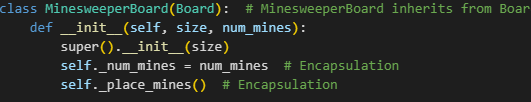 class MinesweeperBoard(Board):  # MinesweeperBoard inherits from Boar
    def __init__(self, size, num_mines):
        super().__init__(size)
        self._num_mines = num_mines  # Encapsulation
        self._place_mines()  # Encapsulation